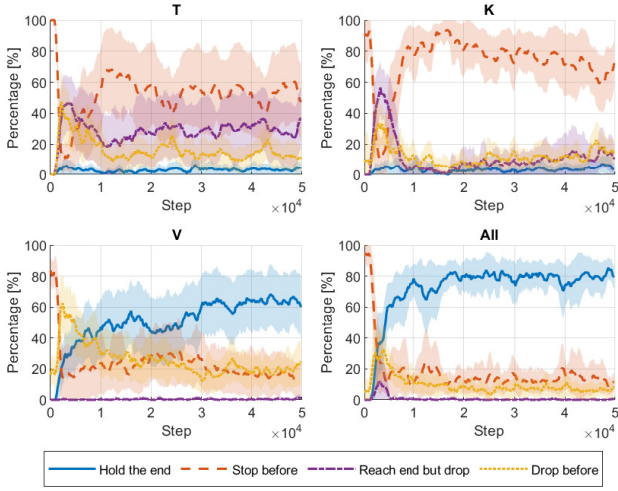 T
K
100
80
60
40
20
0
Percentage [%]
0 1 2 3 4 5
Step ×10⁴
100
80
60
40
20
0
Percentage [%]
0 1 2 3 4 5
Step ×10⁴
V
All
100
80
60
40
20
0
Percentage [%]
0 1 2 3 4 5
Step ×10⁴
100
80
60
40
20
0
Percentage [%]
0 1 2 3 4 5
Step ×10⁴
Hold the end Stop before Reach end but drop Drop before